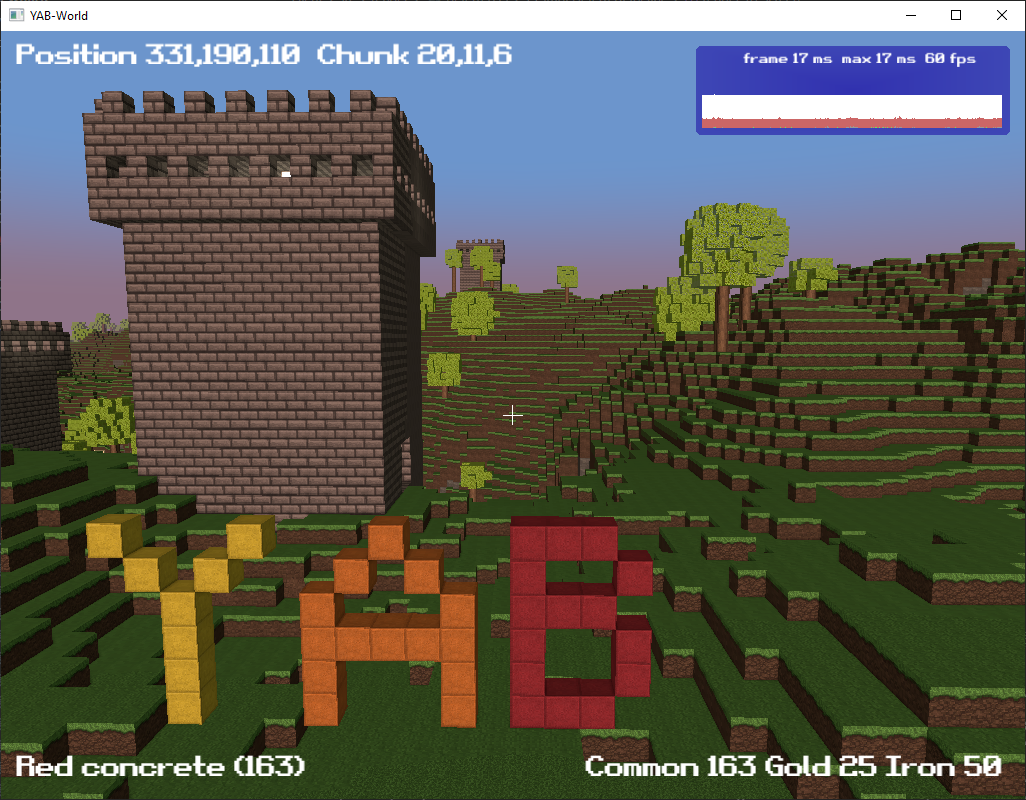 YAB-World
Position 331,190,110 Chunk 20,11,6
frame 17 ms max 17 ms 60 fps
YAB
Red concrete (163)
Common 163 Gold 25 Iron 50